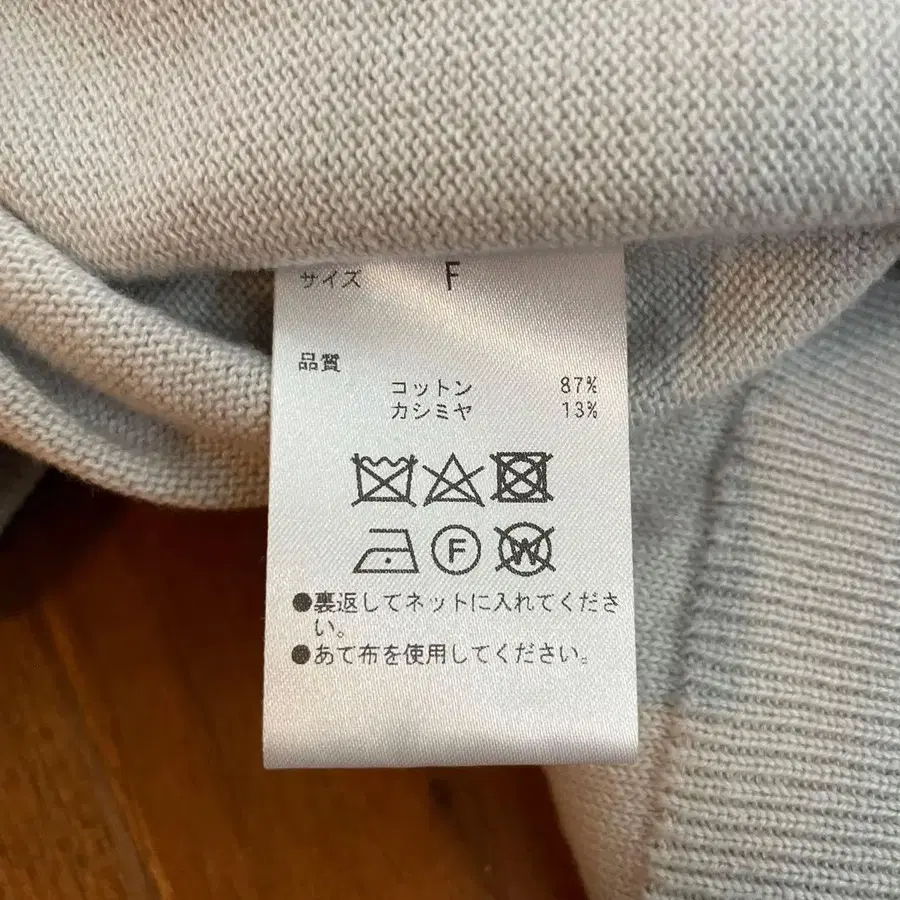 サイズ F
品質
コットン 87%
カシミヤ 13%
F W
●裏返してネットに入れてくださ
い。
●あて布を使用してください。